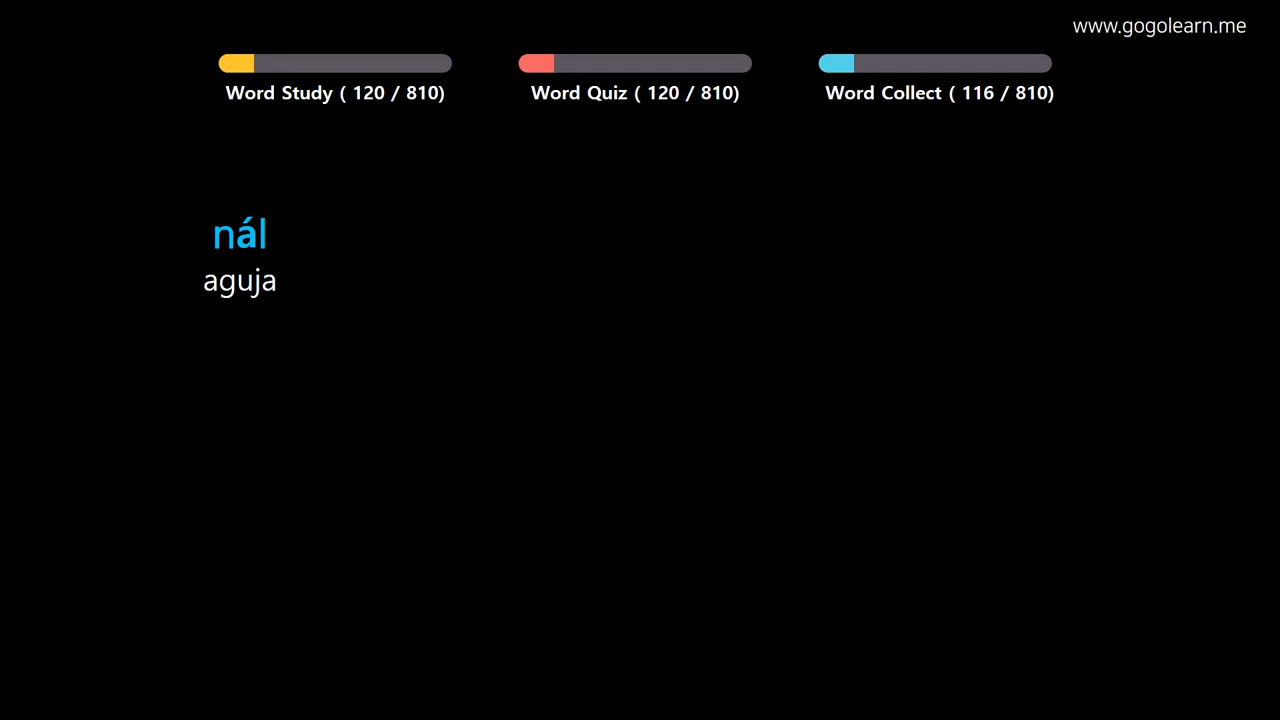 www.gogolearn.me
Word Study ( 120 / 810)
Word Quiz ( 120 / 810)
Word Collect ( 116 / 810)
nál
aguja